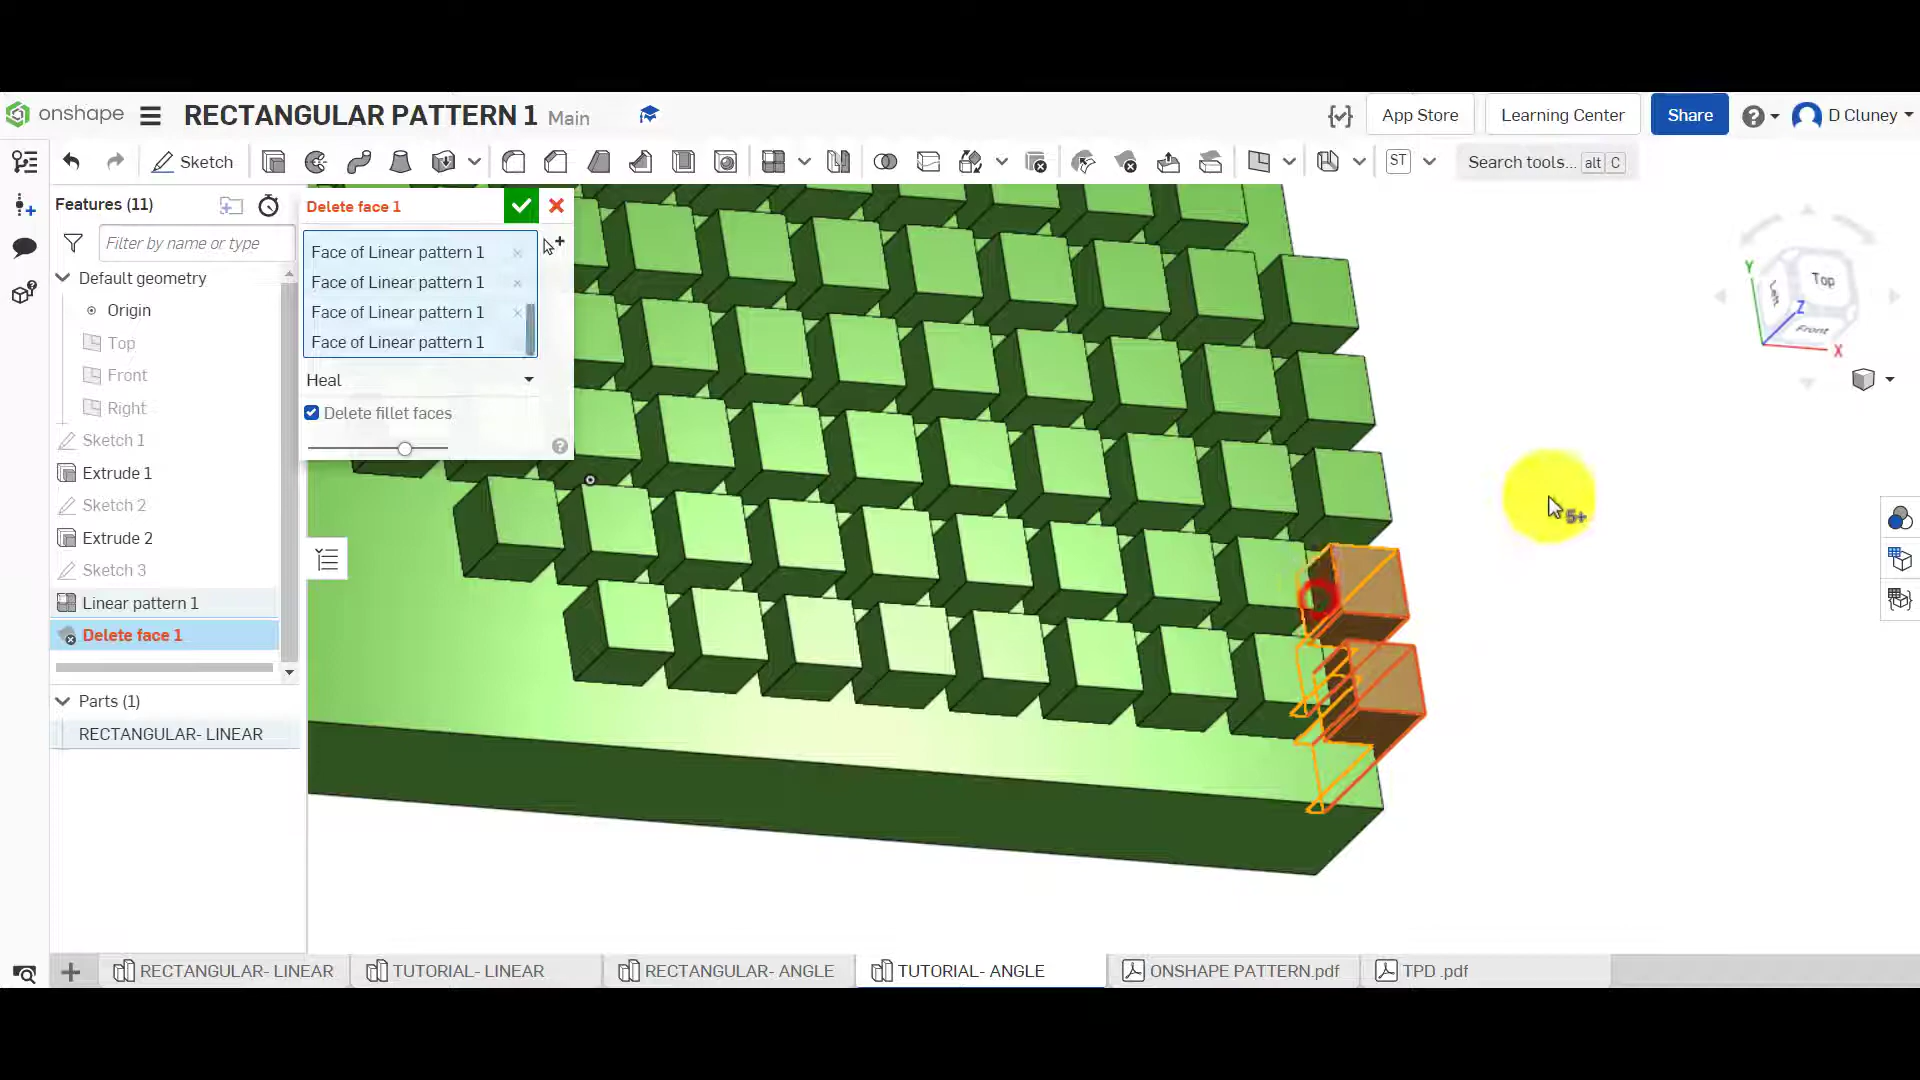 onshape
RECTANGULAR PATTERN 1 Main
App Store
Learning Center
Share
D Cluney
Sketch
ST
Search tools... alt C
Features (11)
Filter by name or type
Default geometry
Origin
Top
Front
Right
Sketch 1
Extrude 1
Sketch 2
Extrude 2
Sketch 3
Linear pattern 1
Delete face 1
Parts (1)
RECTANGULAR- LINEAR
Delete face 1
Face of Linear pattern 1
Face of Linear pattern 1
Face of Linear pattern 1
Face of Linear pattern 1
Heal
Delete fillet faces
5+
Y
Top
Left
Z
Front
X
RECTANGULAR- LINEAR
TUTORIAL- LINEAR
RECTANGULAR- ANGLE
TUTORIAL- ANGLE
ONSHAPE PATTERN.pdf
TPD .pdf